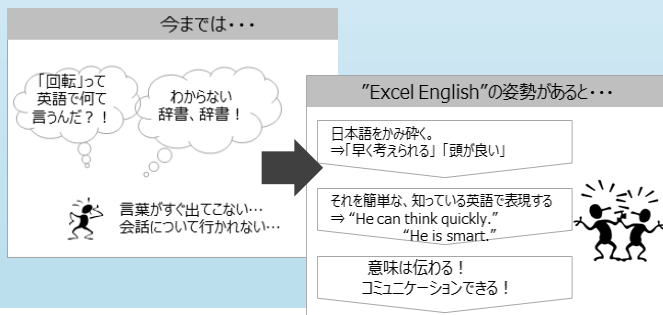 今までは・・・
「回転」って
英語で何て
言うんだ？！
わからない
辞書、辞書！
言葉がすぐ出てこない…
会話について行かれない…
”Excel English”の姿勢があると・・・
日本語をかみ砕く。
⇒「早く考えられる」「頭が良い」
それを簡単な、知っている英語で表現する
⇒ “He can think quickly.”
“He is smart.”
意味は伝わる！
コミュニケーションできる！